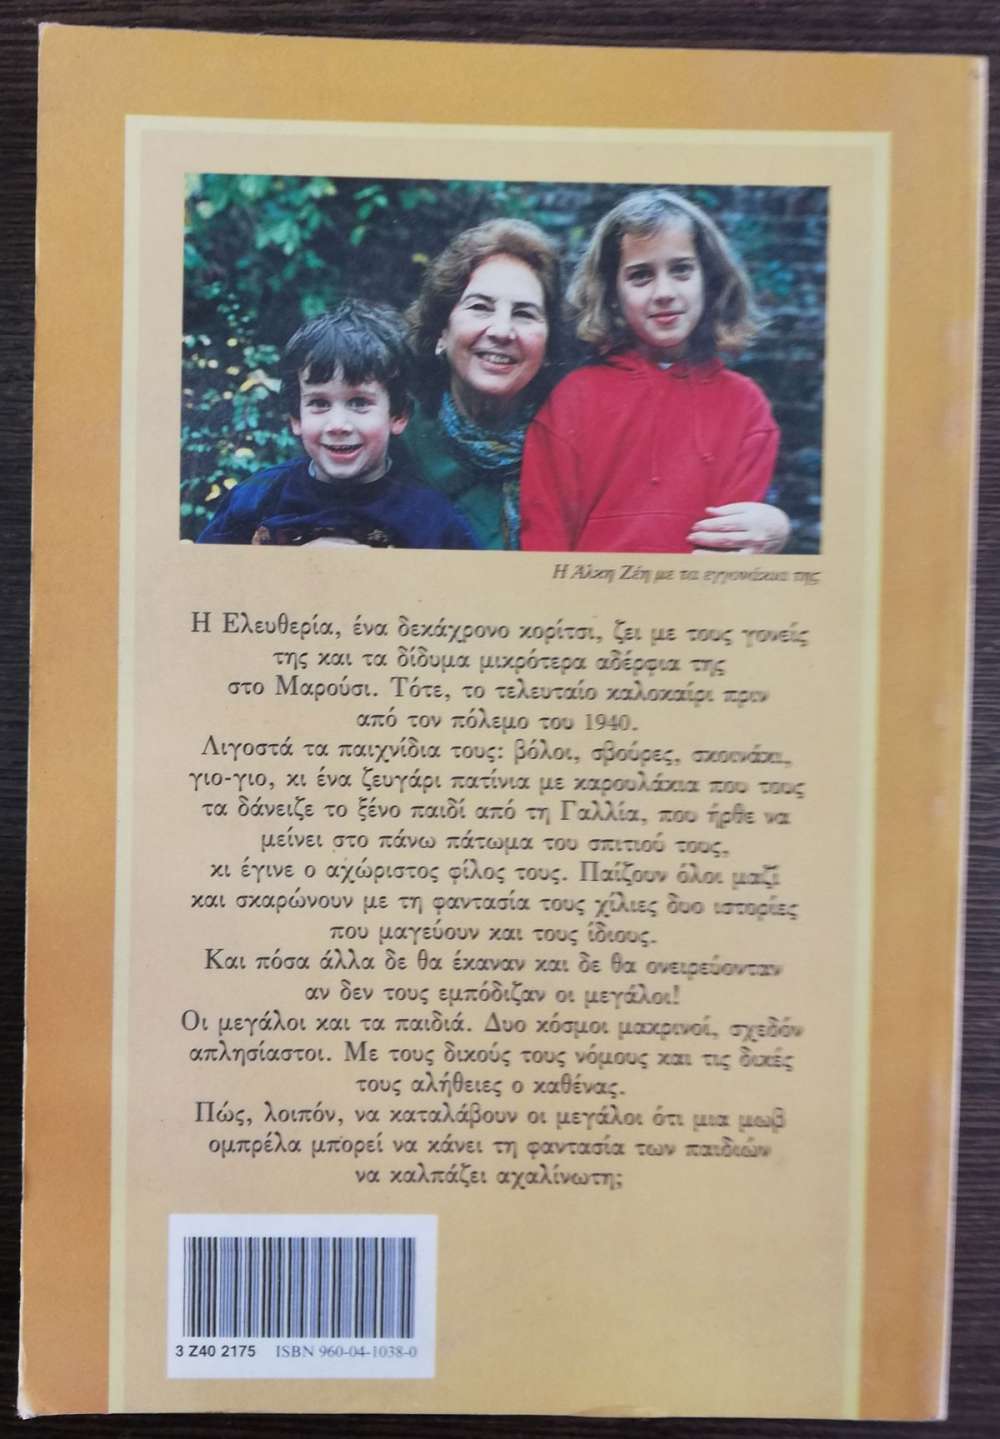 Η Άλκη Ζέη με τα εγγονάκια της
Η Ελευθερία, ένα δεκάχρονο κορίτσι, ζει με τους γονείς
της και τα δίδυμα μικρότερα αδέρφια της
στο Μαρούσι. Τότε, το τελευταίο καλοκαίρι πριν
από τον πόλεμο του 1940.
Λιγοστά τα παιχνίδια τους: βόλοι, σβούρες, σκοινάκι,
γιο-γιο, κι ένα ζευγάρι πατίνια με καρουλάκια που τους
τα δάνειζε το ξένο παιδί από τη Γαλλία, που ήρθε να
μείνει στο πάνω πάτωμα του σπιτιού τους,
κι έγινε ο αχώριστος φίλος τους. Παίζουν όλοι μαζί
και σκαρώνουν με τη φαντασία τους χίλιες δυο ιστορίες
που μαγεύουν και τους ίδιους.
Και πόσα άλλα δε θα έκαναν και δε θα ονειρεύονταν
αν δεν τους εμπόδιζαν οι μεγάλοι!
Οι μεγάλοι και τα παιδιά. Δυο κόσμοι μακρινοί, σχεδόν
απλησίαστοι. Με τους δικούς τους νόμους και τις δικές
τους αλήθειες ο καθένας.
Πώς, λοιπόν, να καταλάβουν οι μεγάλοι ότι μια μωβ
ομπρέλα μπορεί να κάνει τη φαντασία των παιδιών
να καλπάζει αχαλίνωτη;
3 Z40 2175 ISBN 960-04-1038-0